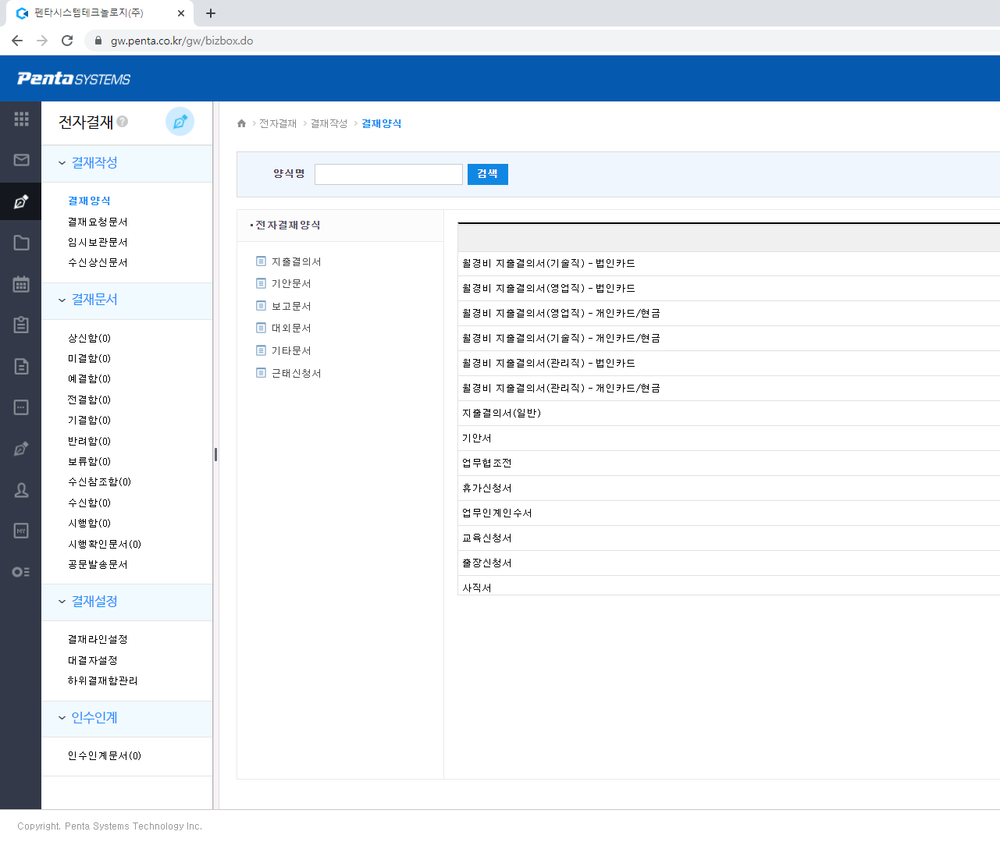 펜타시스템테크놀로지(주)
gw.penta.co.kr/gw/bizbox.do
Penta SYSTEMS
전자결재
결재작성
결재양식
결재요청문서
임시보관문서
수신상신문서
결재문서
상신함(0)
미결함(0)
예결함(0)
전결함(0)
기결함(0)
반려함(0)
보류함(0)
수신참조함(0)
수신함(0)
시행함(0)
시행확인문서(0)
공문발송문서
결재설정
결재라인설정
대결자설정
하위결재함관리
인수인계
인수인계문서(0)
MY
전자결재 결재작성 결재양식
양식명 검색
전자결재양식
지출결의서
기안문서
보고문서
대외문서
기타문서
근태신청서
월경비 지출결의서(기술직) - 법인카드
월경비 지출결의서(영업직) - 법인카드
월경비 지출결의서(영업직) - 개인카드/현금
월경비 지출결의서(기술직) - 개인카드/현금
월경비 지출결의서(관리직) - 법인카드
월경비 지출결의서(관리직) - 개인카드/현금
지출결의서(일반)
기안서
업무협조전
휴가신청서
업무인계인수서
교육신청서
출장신청서
사직서
Copyright. Penta Systems Technology Inc.